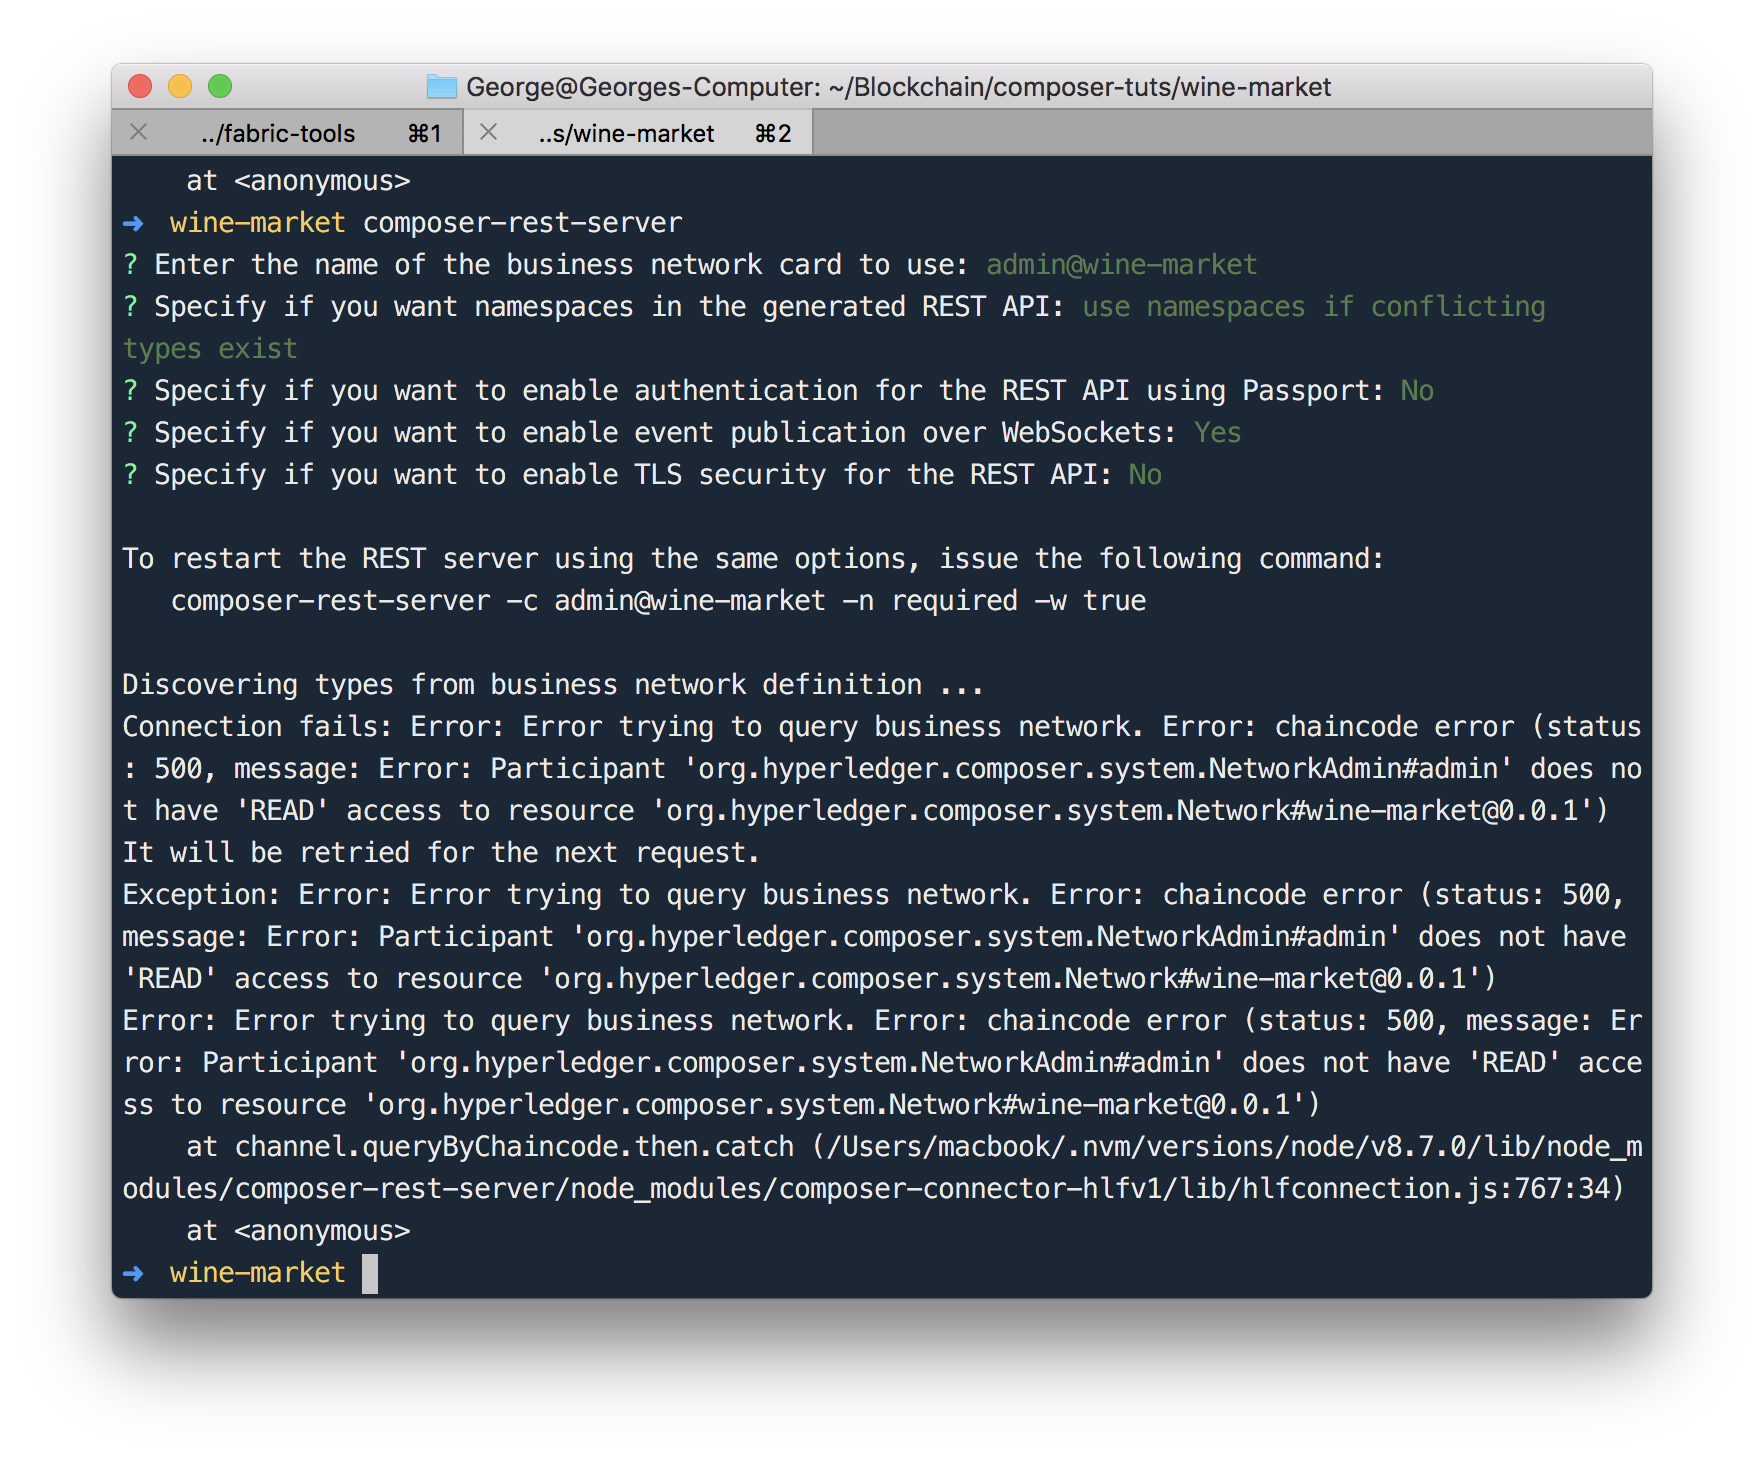 George@Georges-Computer: ~/Blockchain/composer-tuts/wine-market
../fabric-tools ⌘1 ..s/wine-market ⌘2
at <anonymous>
➜ wine-market composer-rest-server
? Enter the name of the business network card to use: admin@wine-market
? Specify if you want namespaces in the generated REST API: use namespaces if conflicting
types exist
? Specify if you want to enable authentication for the REST API using Passport: No
? Specify if you want to enable event publication over WebSockets: Yes
? Specify if you want to enable TLS security for the REST API: No
To restart the REST server using the same options, issue the following command:
composer-rest-server -c admin@wine-market -n required -w true
Discovering types from business network definition ...
Connection fails: Error: Error trying to query business network. Error: chaincode error (status
: 500, message: Error: Participant 'org.hyperledger.composer.system.NetworkAdmin#admin' does no
t have 'READ' access to resource 'org.hyperledger.composer.system.Network#wine-market@0.0.1')
It will be retried for the next request.
Exception: Error: Error trying to query business network. Error: chaincode error (status: 500,
message: Error: Participant 'org.hyperledger.composer.system.NetworkAdmin#admin' does not have
'READ' access to resource 'org.hyperledger.composer.system.Network#wine-market@0.0.1')
Error: Error trying to query business network. Error: chaincode error (status: 500, message: Er
ror: Participant 'org.hyperledger.composer.system.NetworkAdmin#admin' does not have 'READ' acce
ss to resource 'org.hyperledger.composer.system.Network#wine-market@0.0.1')
at channel.queryByChaincode.then.catch (/Users/macbook/.nvm/versions/node/v8.7.0/lib/node_m
odules/composer-rest-server/node_modules/composer-connector-hlfv1/lib/hlfconnection.js:767:34)
at <anonymous>
➜ wine-market